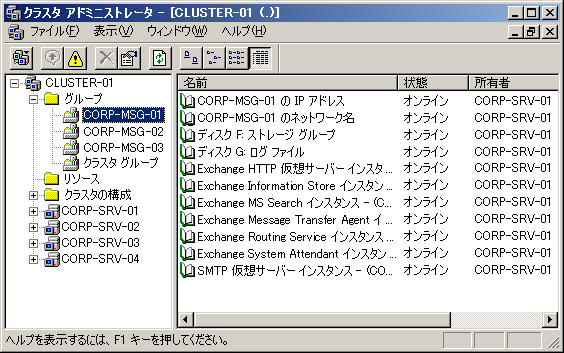 クラスタ アドミニストレータ - [CLUSTER-01 (.)]
ファイル(F) 表示(V) ウィンドウ(W) ヘルプ(H)
CLUSTER-01
グループ
CORP-MSG-01
CORP-MSG-02
CORP-MSG-03
クラスタ グループ
リソース
クラスタの構成
CORP-SRV-01
CORP-SRV-02
CORP-SRV-03
CORP-SRV-04
名前 状態 所有者
CORP-MSG-01 の IP アドレス オンライン CORP-SRV-01
CORP-MSG-01 のネットワーク名 オンライン CORP-SRV-01
ディスク F: ストレージ グループ オンライン CORP-SRV-01
ディスク G: ログ ファイル オンライン CORP-SRV-01
Exchange HTTP 仮想サーバー インスタ... オンライン CORP-SRV-01
Exchange Information Store インスタン... オンライン CORP-SRV-01
Exchange MS Search インスタンス - (C... オンライン CORP-SRV-01
Exchange Message Transfer Agent イ... オンライン CORP-SRV-01
Exchange Routing Service インスタンス... オンライン CORP-SRV-01
Exchange System Attendant インスタン... オンライン CORP-SRV-01
SMTP 仮想サーバー インスタンス - (CO... オンライン CORP-SRV-01
ヘルプを表示するには、F1 キーを押してください。